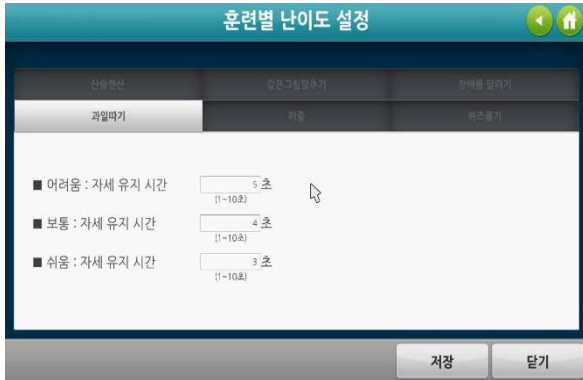 훈련별 난이도 설정
산술연산 같은그림맞추기 장애물 달리기
과일따기 퍼즐 퀴즈풀기
■ 어려움 : 자세 유지 시간 5 초
(1~10초)
■ 보통 : 자세 유지 시간 4 초
(1~10초)
■ 쉬움 : 자세 유지 시간 3 초
(1~10초)
저장 닫기